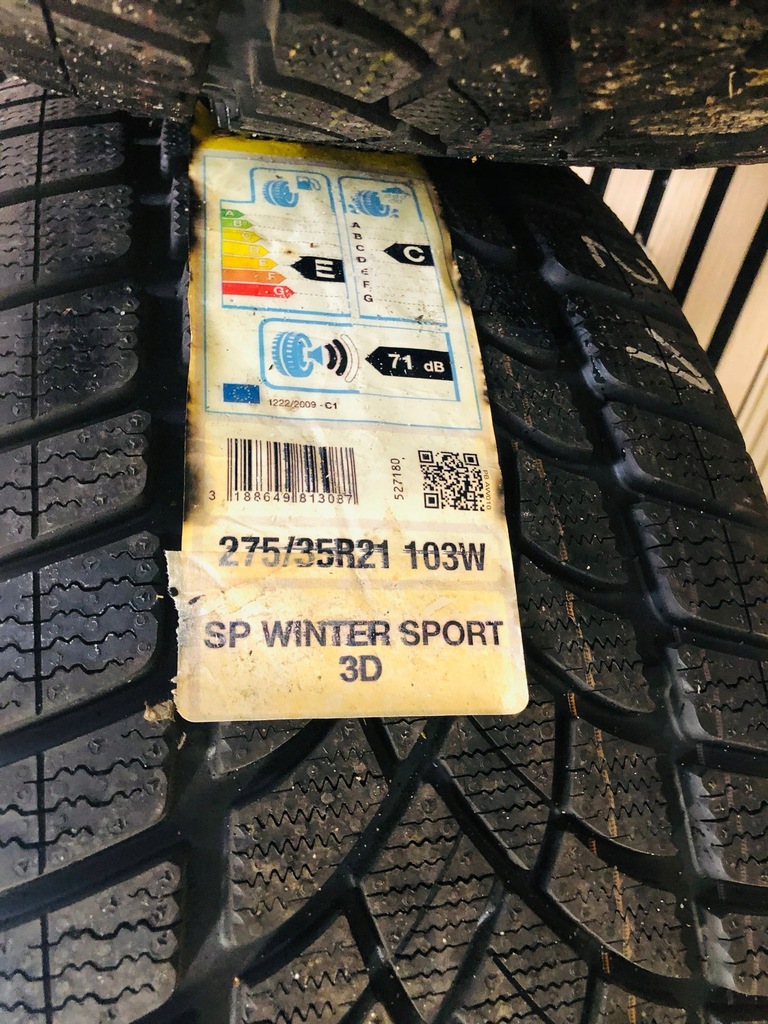 A
B
E
F
G
E
A
B
C
D
E
F
G
C
71 dB
1222/2009 - C1
3 188649 813087
527180
275/35R21 103W
SP WINTER SPORT
3D